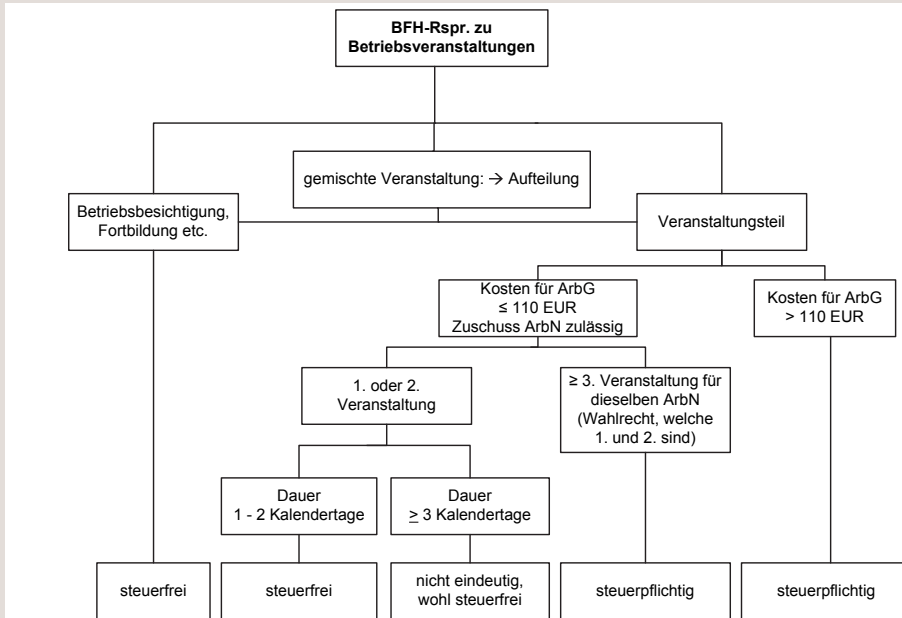 BFH-Rspr. zu
Betriebsveranstaltungen
gemischte Veranstaltung: → Aufteilung
Betriebsbesichtigung,
Fortbildung etc.
Veranstaltungsteil
Kosten für ArbG
≤ 110 EUR
Zuschuss ArbN zulässig
Kosten für ArbG
> 110 EUR
1. oder 2.
Veranstaltung
≥ 3. Veranstaltung für
dieselben ArbN
(Wahlrecht, welche
1. und 2. sind)
Dauer
1 - 2 Kalendertage
Dauer
≥ 3 Kalendertage
steuerfrei
steuerfrei
nicht eindeutig,
wohl steuerfrei
steuerpflichtig
steuerpflichtig